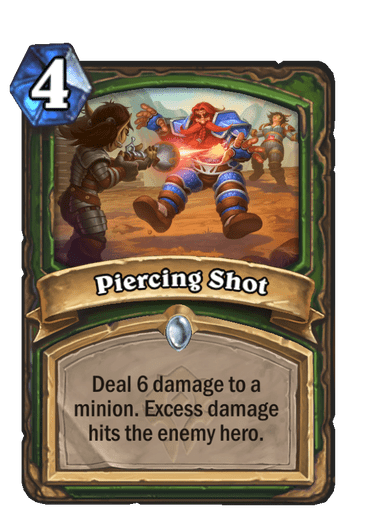 4
Piercing Shot
Deal 6 damage to a
minion. Excess damage
hits the enemy hero.